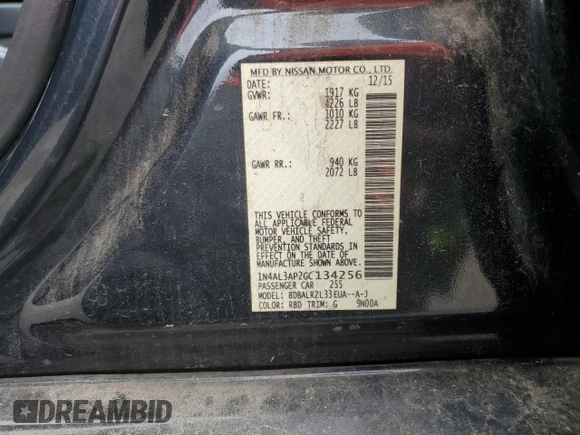 MFD BY NISSAN MOTOR CO., LTD.
DATE: 12/15
GVWR: 1917 KG
4226 LB
GAWR FR.: 1010 KG
2227 LB
GAWR RR.: 940 KG
2072 LB
THIS VEHICLE CONFORMS TO
ALL APPLICABLE FEDERAL
MOTOR VEHICLE SAFETY,
BUMPER, AND THEFT
PREVENTION STANDARDS IN
EFFECT ON THE DATE OF
MANUFACTURE SHOWN ABOVE.
1N4AL3AP2GC134256
PASSENGER CAR 255
MODEL: BDBALRZL33EUA--A-J
COLOR: RBD TRIM: G 9N00A
DREAMBID